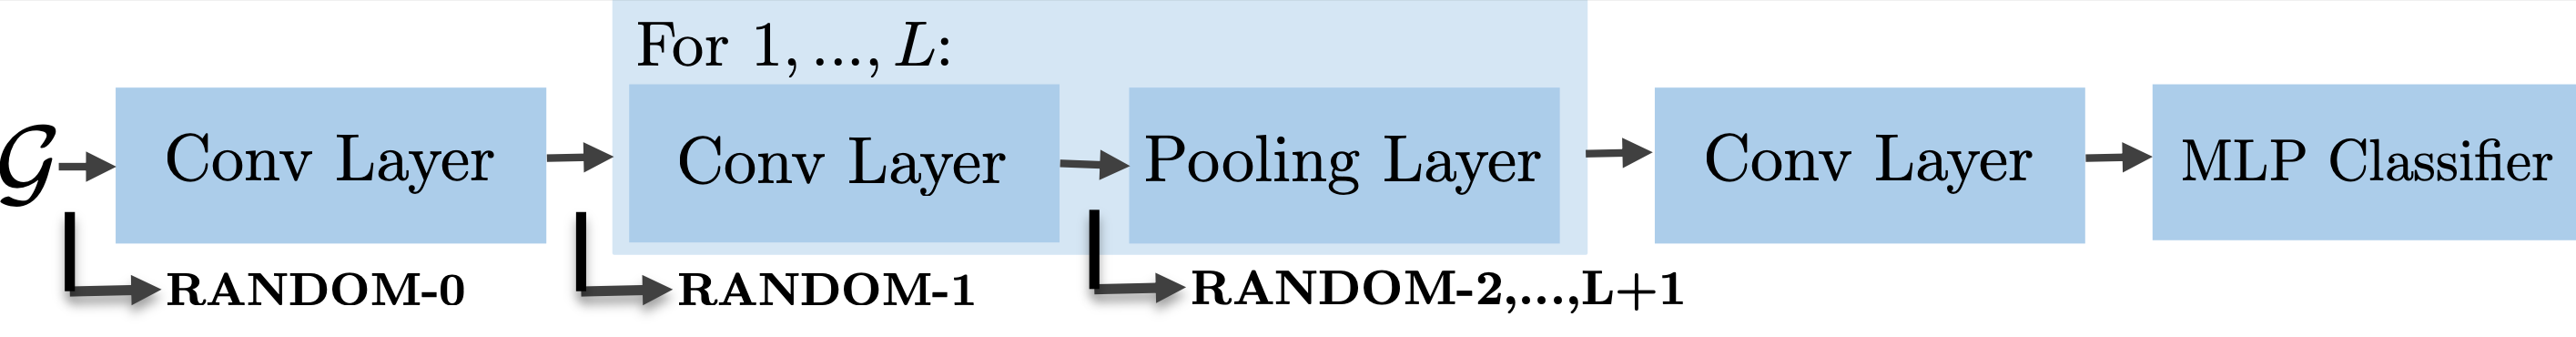 For 1, ..., L:
𝒢
Conv Layer
Conv Layer
Pooling Layer
Conv Layer
MLP Classifier
RANDOM-0
RANDOM-1
RANDOM-2,...,L+1